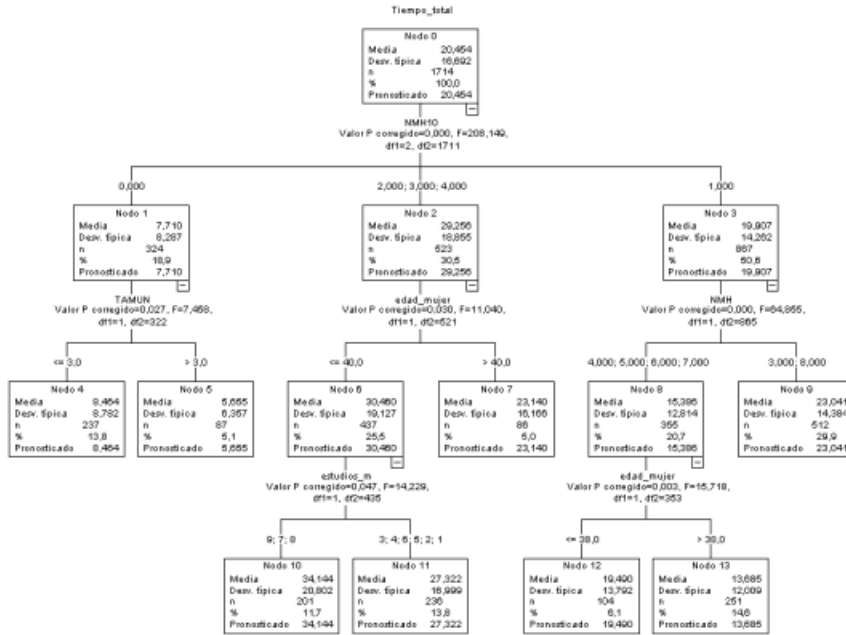 Tiempo_total
Nodo 0
Media 20,454
Desv. típica 16,692
n 1714
% 100,0
Pronosticado 20,454
NMH10
Valor P corregido=0,000, F=208,149,
df1=2, df2=1711
0,000
2,000; 3,000; 4,000
1,000
Nodo 1
Media 7,710
Desv. típica 8,287
n 324
% 18,9
Pronosticado 7,710
Nodo 2
Media 29,256
Desv. típica 18,855
n 523
% 30,5
Pronosticado 29,256
Nodo 3
Media 19,907
Desv. típica 14,262
n 867
% 50,6
Pronosticado 19,907
TAMUN
Valor P corregido=0,027, F=7,458,
df1=1, df2=322
edad_mujer
Valor P corregido=0,030, F=11,040,
df1=1, df2=521
NMH
Valor P corregido=0,000, F=64,855,
df1=1, df2=865
<= 3,0
> 3,0
<= 40,0
> 40,0
4,000; 5,000; 6,000; 7,000
3,000; 8,000
Nodo 4
Media 8,464
Desv. típica 8,782
n 237
% 13,8
Pronosticado 8,464
Nodo 5
Media 5,655
Desv. típica 6,357
n 87
% 5,1
Pronosticado 5,655
Nodo 6
Media 30,460
Desv. típica 19,127
n 437
% 25,5
Pronosticado 30,460
Nodo 7
Media 23,140
Desv. típica 16,166
n 86
% 5,0
Pronosticado 23,140
Nodo 8
Media 15,386
Desv. típica 12,814
n 355
% 20,7
Pronosticado 15,386
Nodo 9
Media 23,041
Desv. típica 14,384
n 512
% 29,9
Pronosticado 23,041
estudios_m
Valor P corregido=0,047, F=14,229,
df1=1, df2=435
edad_mujer
Valor P corregido=0,003, F=15,718,
df1=1, df2=353
3; 4; 6; 5; 2; 1
Nodo 10
Media 34,144
Desv. típica 20,802
n 201
% 11,7
Pronosticado 34,144
Nodo 11
Media 27,322
Desv. típica 16,999
n 236
% 13,8
Pronosticado 27,322
Nodo 12
Media 19,490
Desv. típica 13,792
n 104
% 6,1
Pronosticado 19,490
Nodo 13
Media 13,685
Desv. típica 12,009
n 251
% 14,6
Pronosticado 13,685